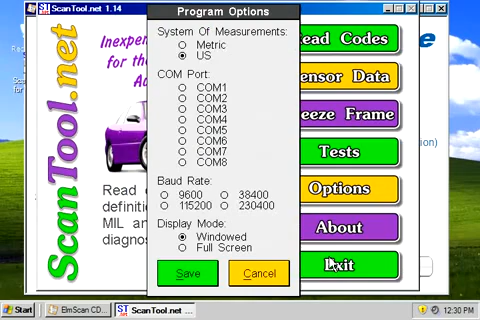 ScanTool.net 1.14
Program Options
System Of Measurements:
Metric
US
COM Port:
COM1
COM2
COM3
COM4
COM5
COM6
COM7
COM8
Baud Rate:
9600
38400
115200
230400
Display Mode:
Windowed
Full Screen
Save
Cancel
ScanTool.net
Inexpen
for the
Au
Read
definition
MIL an
diagnos
ead Codes
ensor Data
eeze Frame
Tests
Options
About
Exit
Start
ElmScan CD...
ScanTool.net ...
12:30 PM